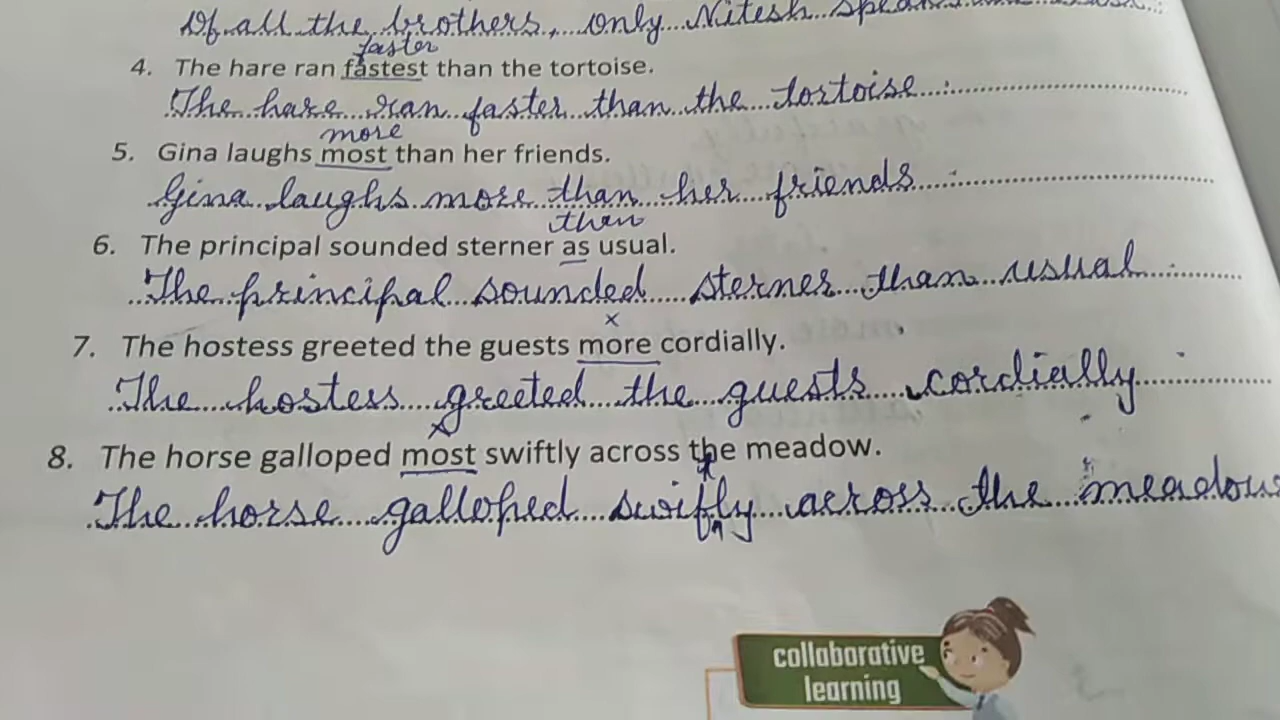 Of all the brothers, only Nitesh
faster
4. The hare ran fastest than the tortoise.
The hare ran faster than the tortoise.
more
5. Gina laughs most than her friends.
Gina laughs more than her friends.
than
6. The principal sounded sterner as usual.
The principal sounded sterner than usual.
x
7. The hostess greeted the guests more cordially.
The hostess greeted the guests cordially.
x
8. The horse galloped most swiftly across the meadow.
The horse galloped swiftly across the meadow
collaborative
learning